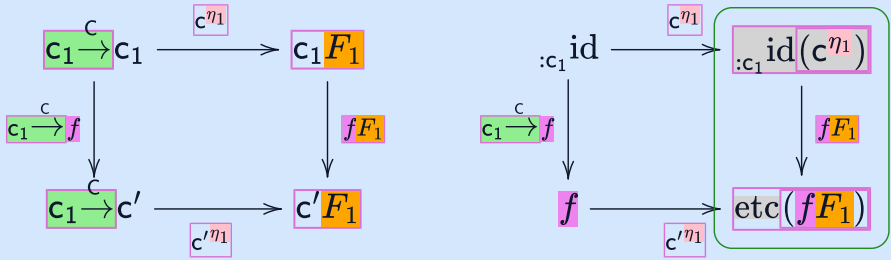 c^η₁ c^η₁
c₁ →^C c₁ c₁F₁ :c₁id :c₁id(c^η₁)
c₁ →^C f fF₁ c₁ →^C f fF₁
c₁ →^C c′ c′F₁ f etc(fF₁)
c′^η₁ c′^η₁